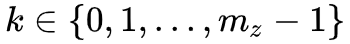 k ∈ {0, 1, . . . , m_z − 1}